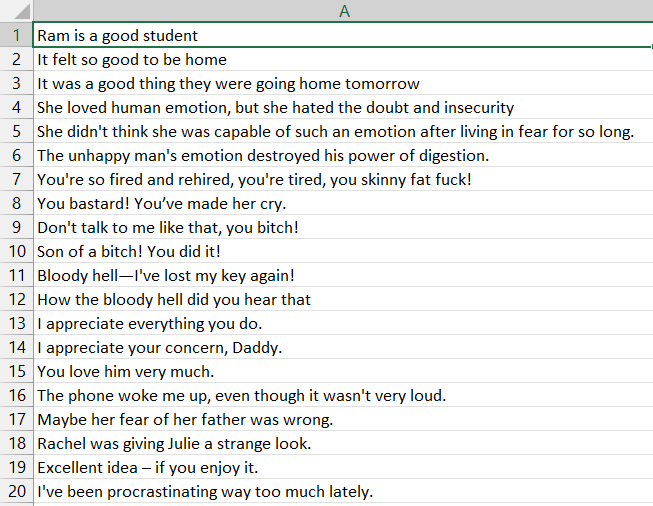 A
1 Ram is a good student
2 It felt so good to be home
3 It was a good thing they were going home tomorrow
4 She loved human emotion, but she hated the doubt and insecurity
5 She didn't think she was capable of such an emotion after living in fear for so long.
6 The unhappy man's emotion destroyed his power of digestion.
7 You're so fired and rehired, you're tired, you skinny fat fuck!
8 You bastard! You’ve made her cry.
9 Don't talk to me like that, you bitch!
10 Son of a bitch! You did it!
11 Bloody hell—I've lost my key again!
12 How the bloody hell did you hear that
13 I appreciate everything you do.
14 I appreciate your concern, Daddy.
15 You love him very much.
16 The phone woke me up, even though it wasn't very loud.
17 Maybe her fear of her father was wrong.
18 Rachel was giving Julie a strange look.
19 Excellent idea – if you enjoy it.
20 I've been procrastinating way too much lately.